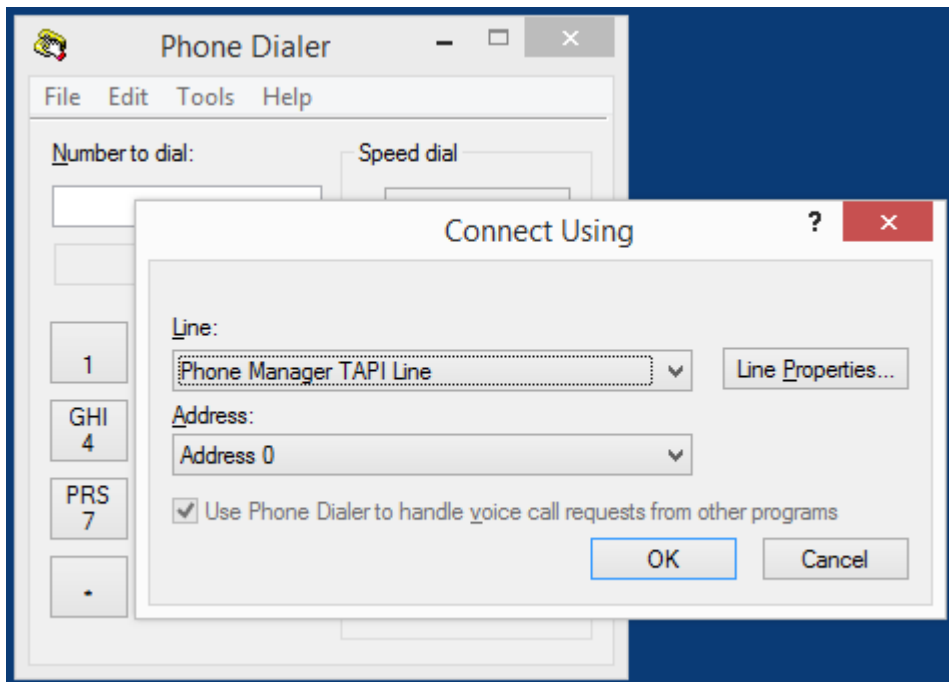 Phone Dialer
File Edit Tools Help
Number to dial:
Speed dial
Connect Using
?
Line:
Phone Manager TAPI Line
Line Properties...
Address:
Address 0
Use Phone Dialer to handle voice call requests from other programs
OK
Cancel
1
GHI
4
PRS
7
*